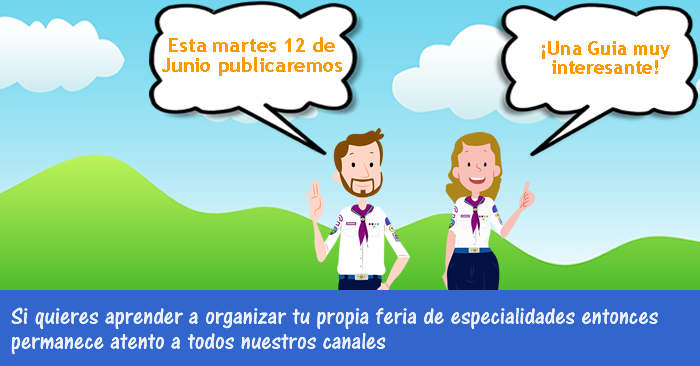 Esta martes 12 de
Junio publicaremos
¡Una Guia muy
interesante!
Si quieres aprender a organizar tu propia feria de especialidades entonces
permanece atento a todos nuestros canales